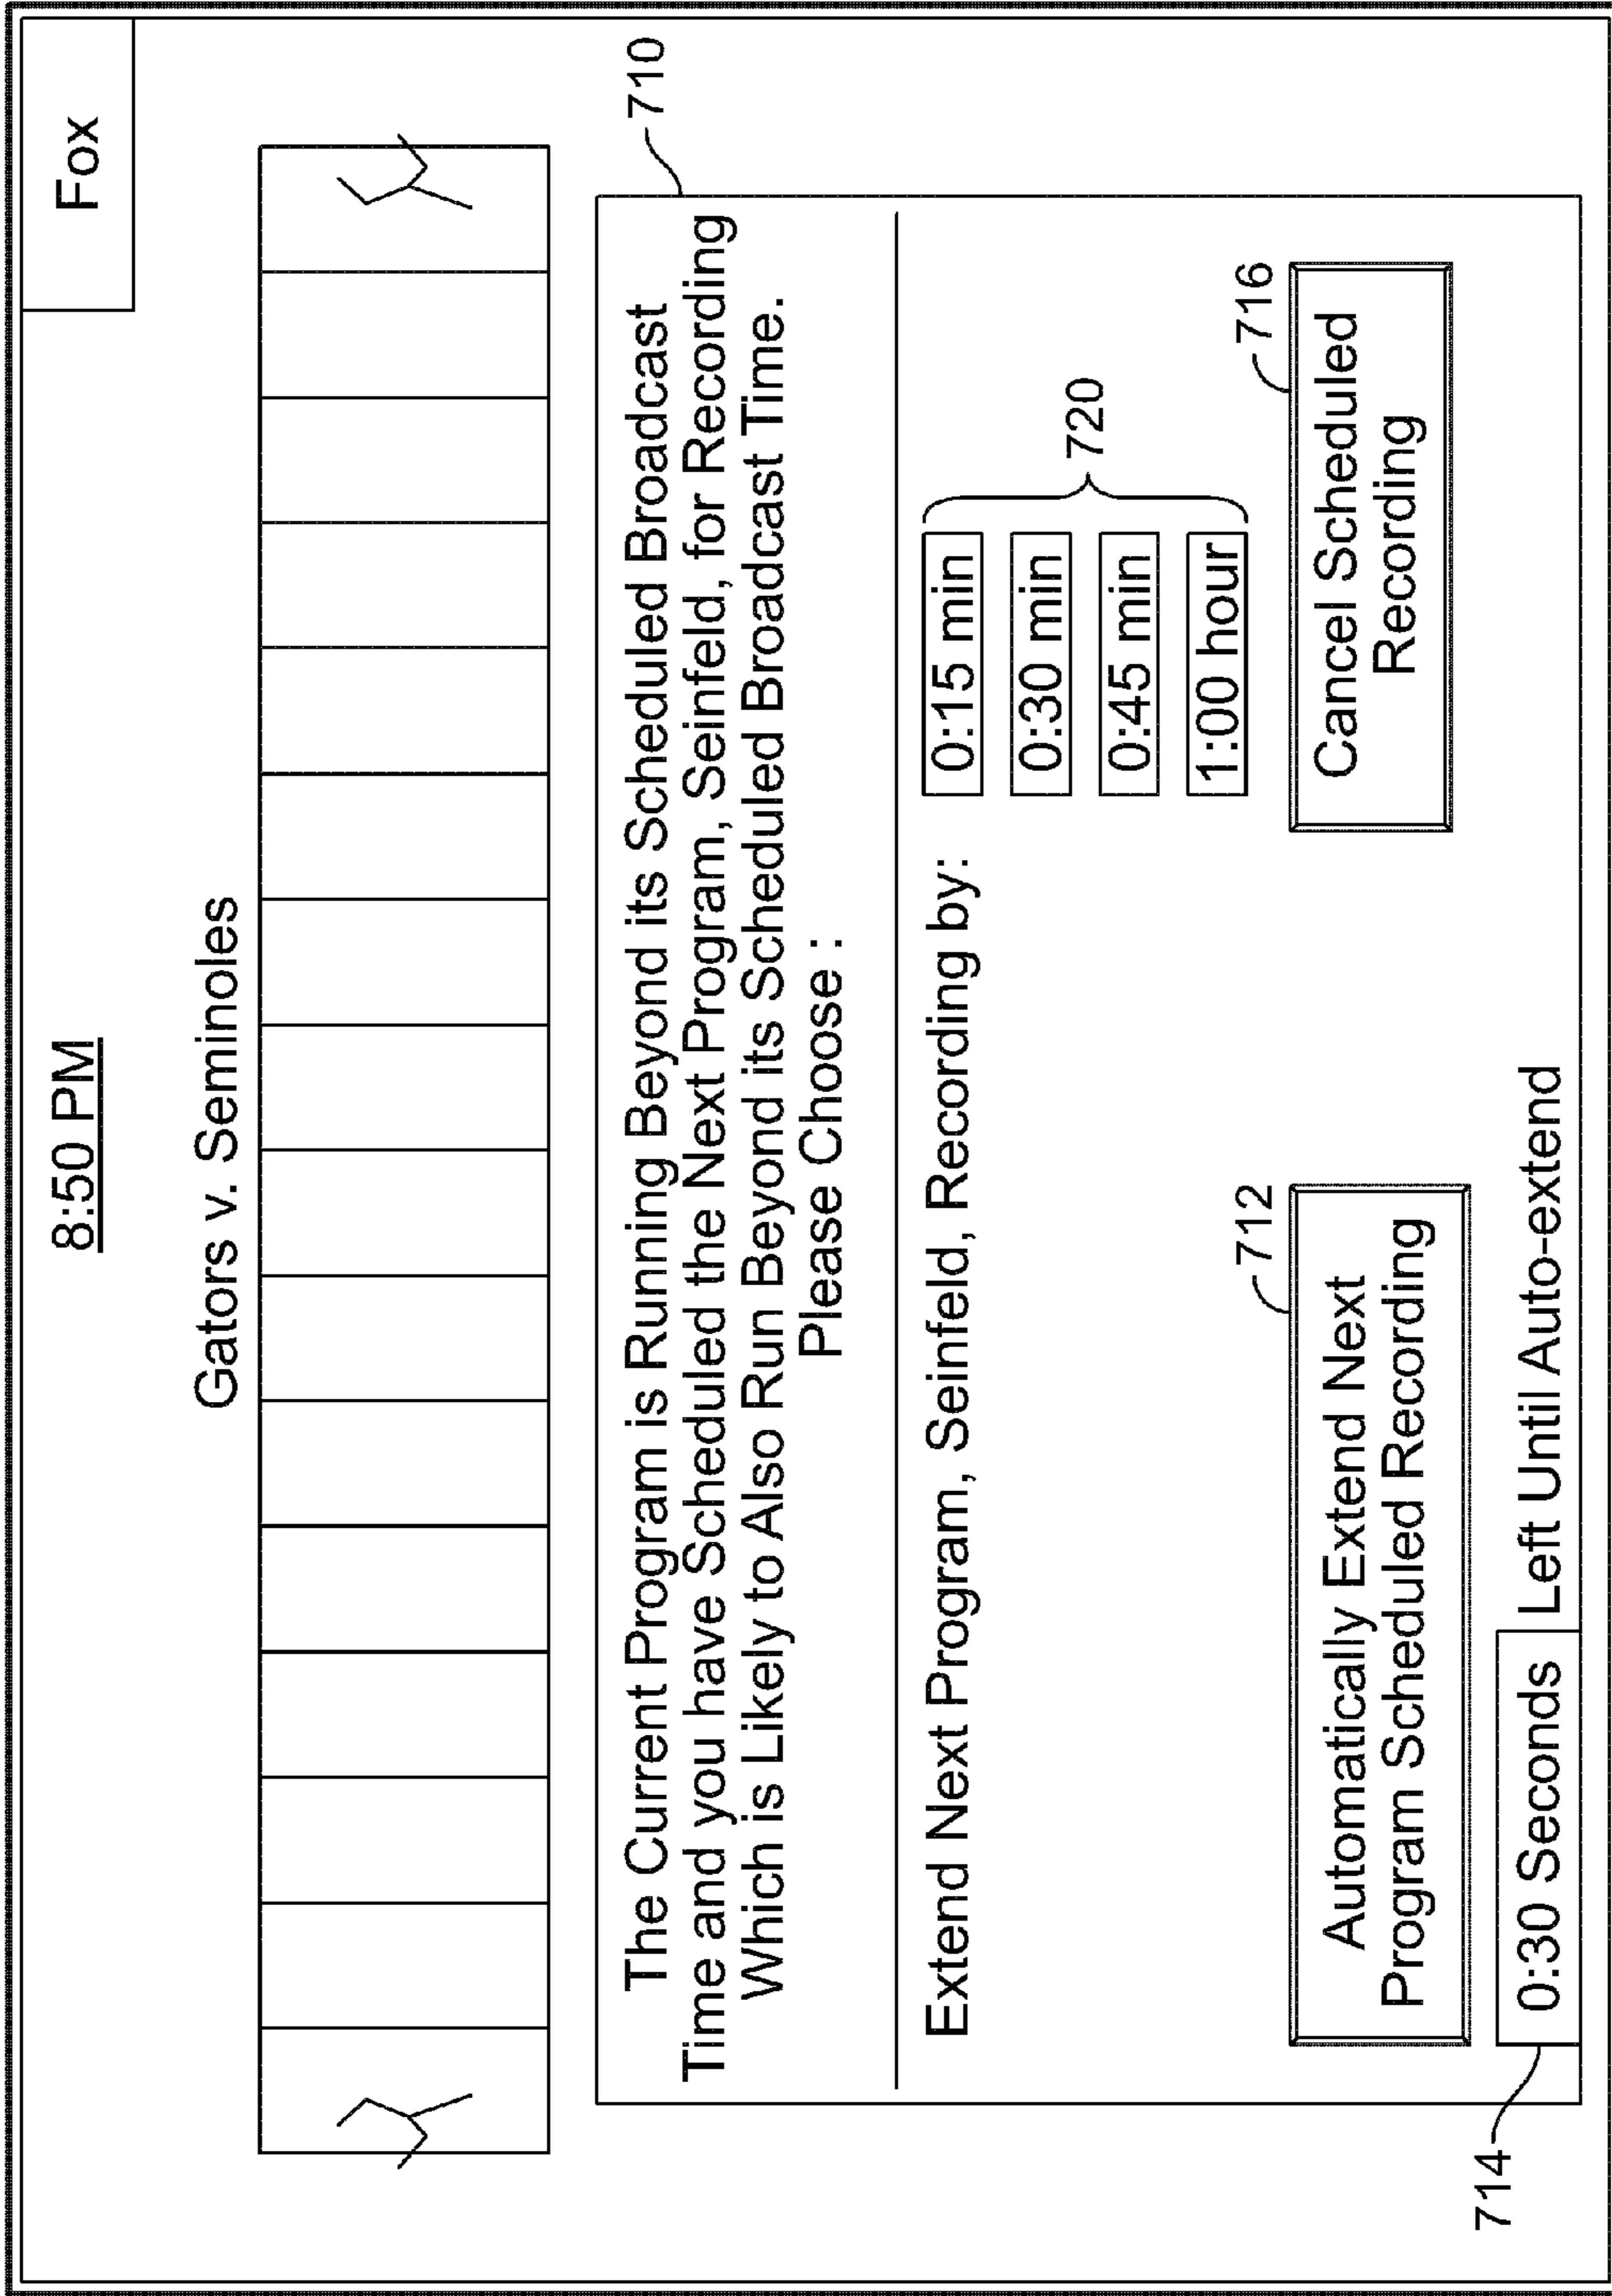 8:50 PM
Fox
Gators v. Seminoles
710
The Current Program is Running Beyond its Scheduled Broadcast
Time and you have Scheduled the Next Program, Seinfeld, for Recording
Which is Likely to Also Run Beyond its Scheduled Broadcast Time.
Please Choose :
Extend Next Program, Seinfeld, Recording by:
0:15 min
0:30 min
0:45 min
1:00 hour
720
712
Automatically Extend Next
Program Scheduled Recording
716
Cancel Scheduled
Recording
714
0:30 Seconds Left Until Auto-extend